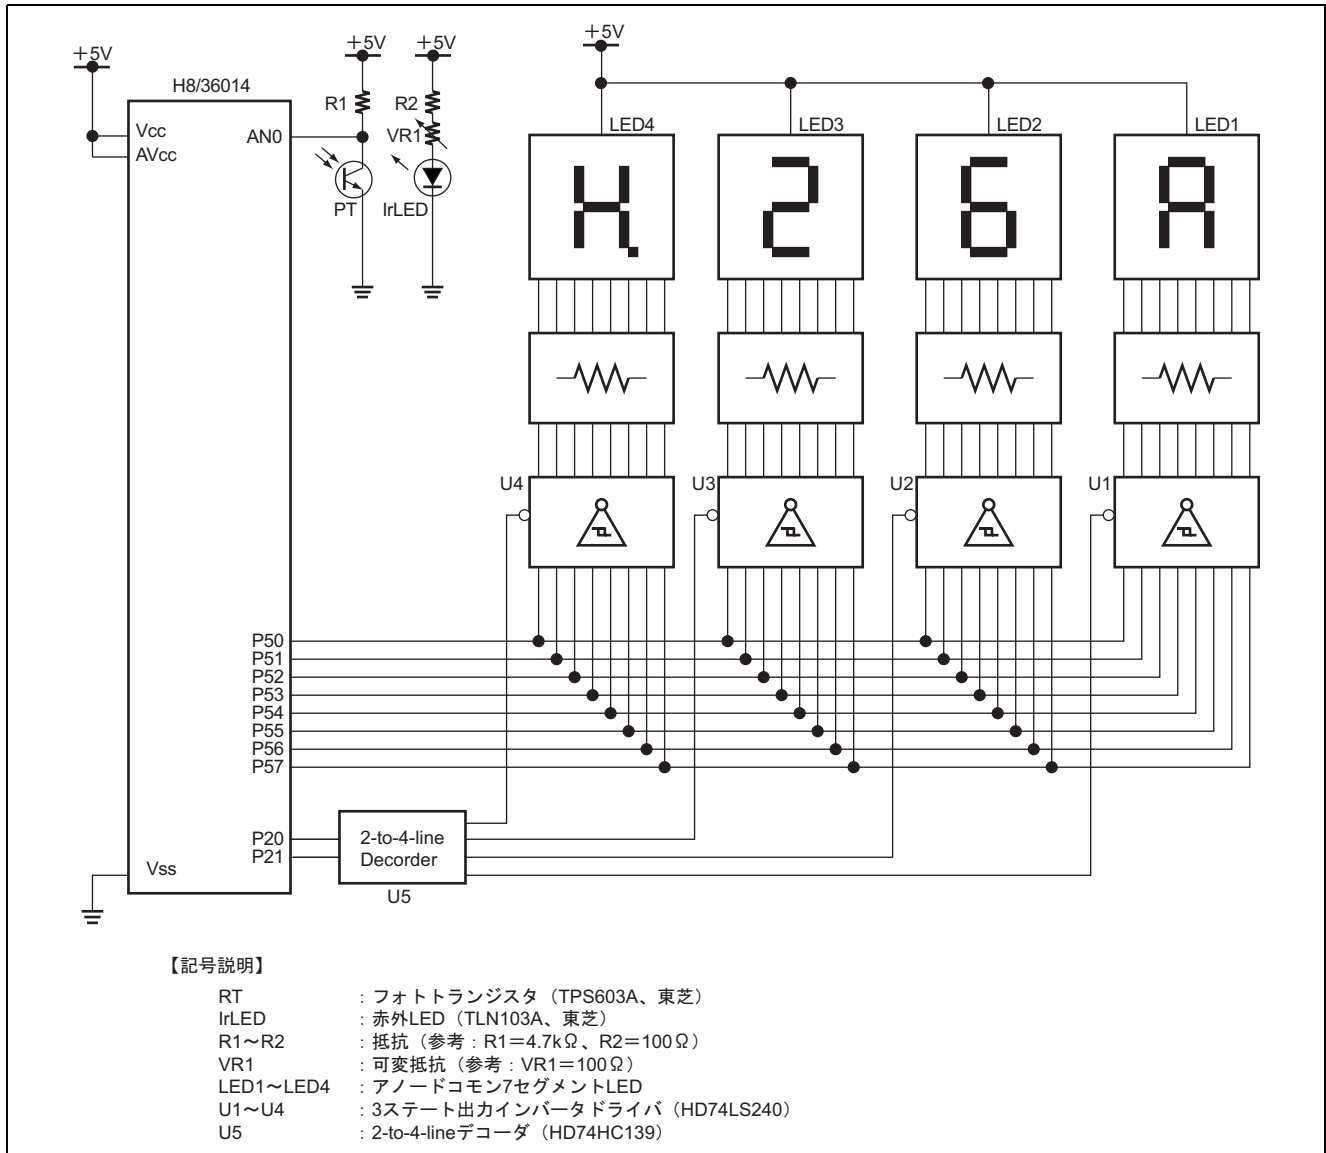 +5V
+5V
+5V
+5V
H8/36014
R1
R2
Vcc
AVcc
AN0
VR1
PT
IrLED
LED4
LED3
LED2
LED1
H.
2
6
A
U4
U3
U2
U1
P50
P51
P52
P53
P54
P55
P56
P57
P20
P21
2-to-4-line
Decorder
U5
Vss
【記号説明】
RT : フォトトランジスタ（TPS603A、東芝）
IrLED : 赤外LED（TLN103A、東芝）
R1～R2 : 抵抗（参考：R1＝4.7kΩ、R2＝100Ω）
VR1 : 可変抵抗（参考：VR1＝100Ω）
LED1～LED4 : アノードコモン7セグメントLED
U1～U4 : 3ステート出力インバータドライバ（HD74LS240）
U5 : 2-to-4-lineデコーダ（HD74HC139）